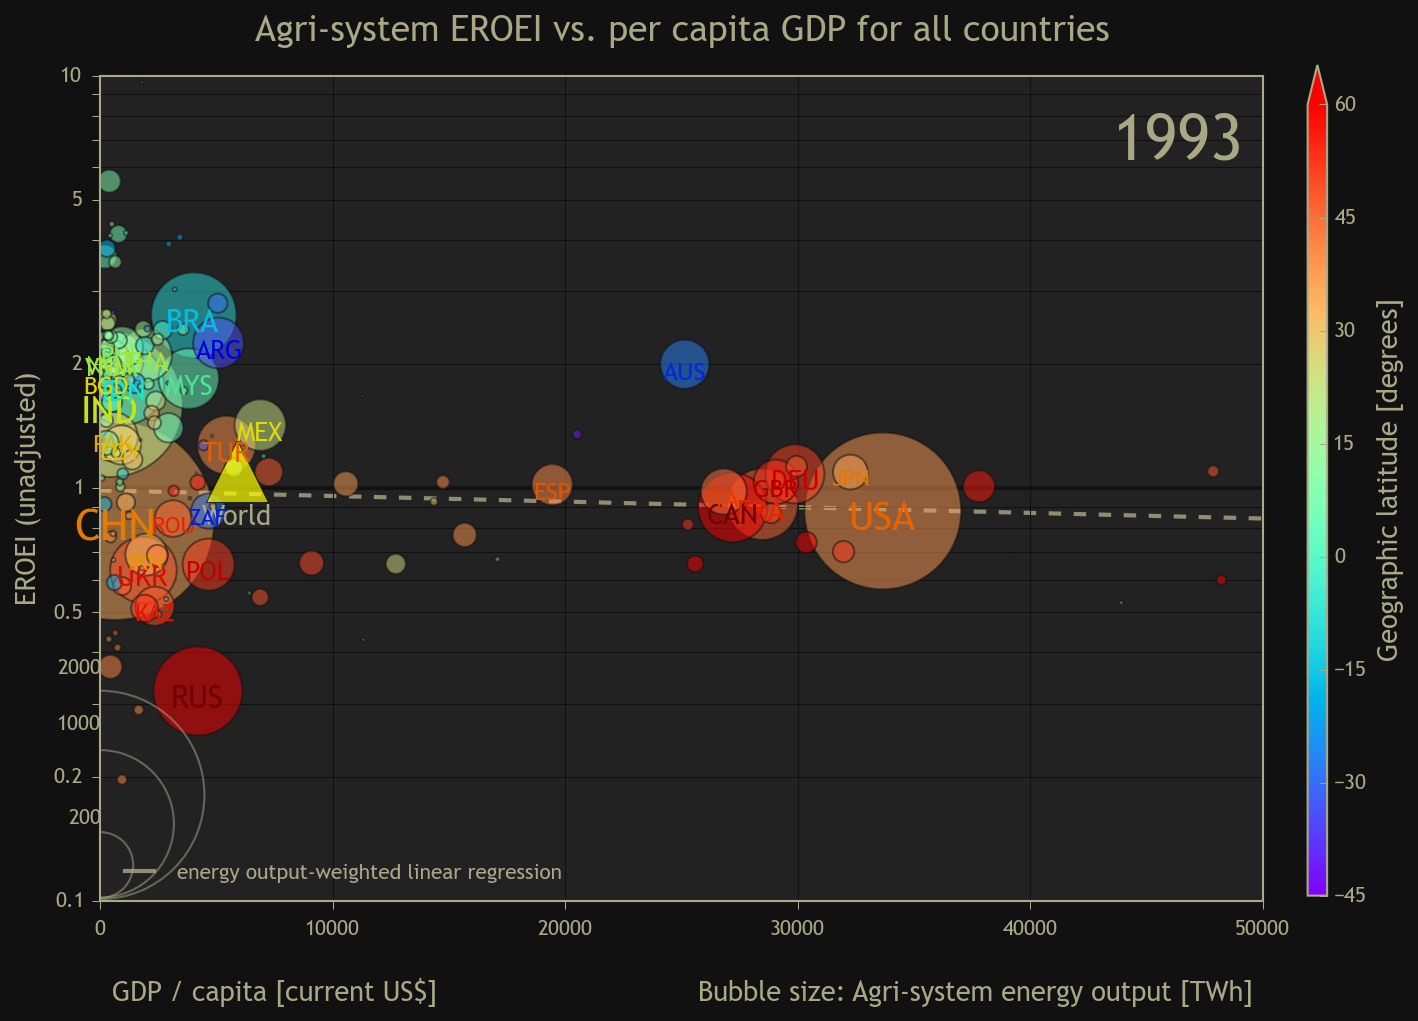 Agri-system EROEI vs. per capita GDP for all countries
1993
EROEI (unadjusted)
10
5
2
1
0.5
0.2
0.1
2000
1000
200
BRA
ARG
AUS
MYS
BGD
IND
MEX
TUR
PAK
ESP
DEU
GBR
JPN
ITA
FRA
CAN
USA
World
CHN
ROU
ZAF
IRN
UKR
POL
KAZ
RUS
energy output-weighted linear regression
0
10000
20000
30000
40000
50000
GDP / capita [current US$]
Bubble size: Agri-system energy output [TWh]
60
45
30
15
0
−15
−30
−45
Geographic latitude [degrees]